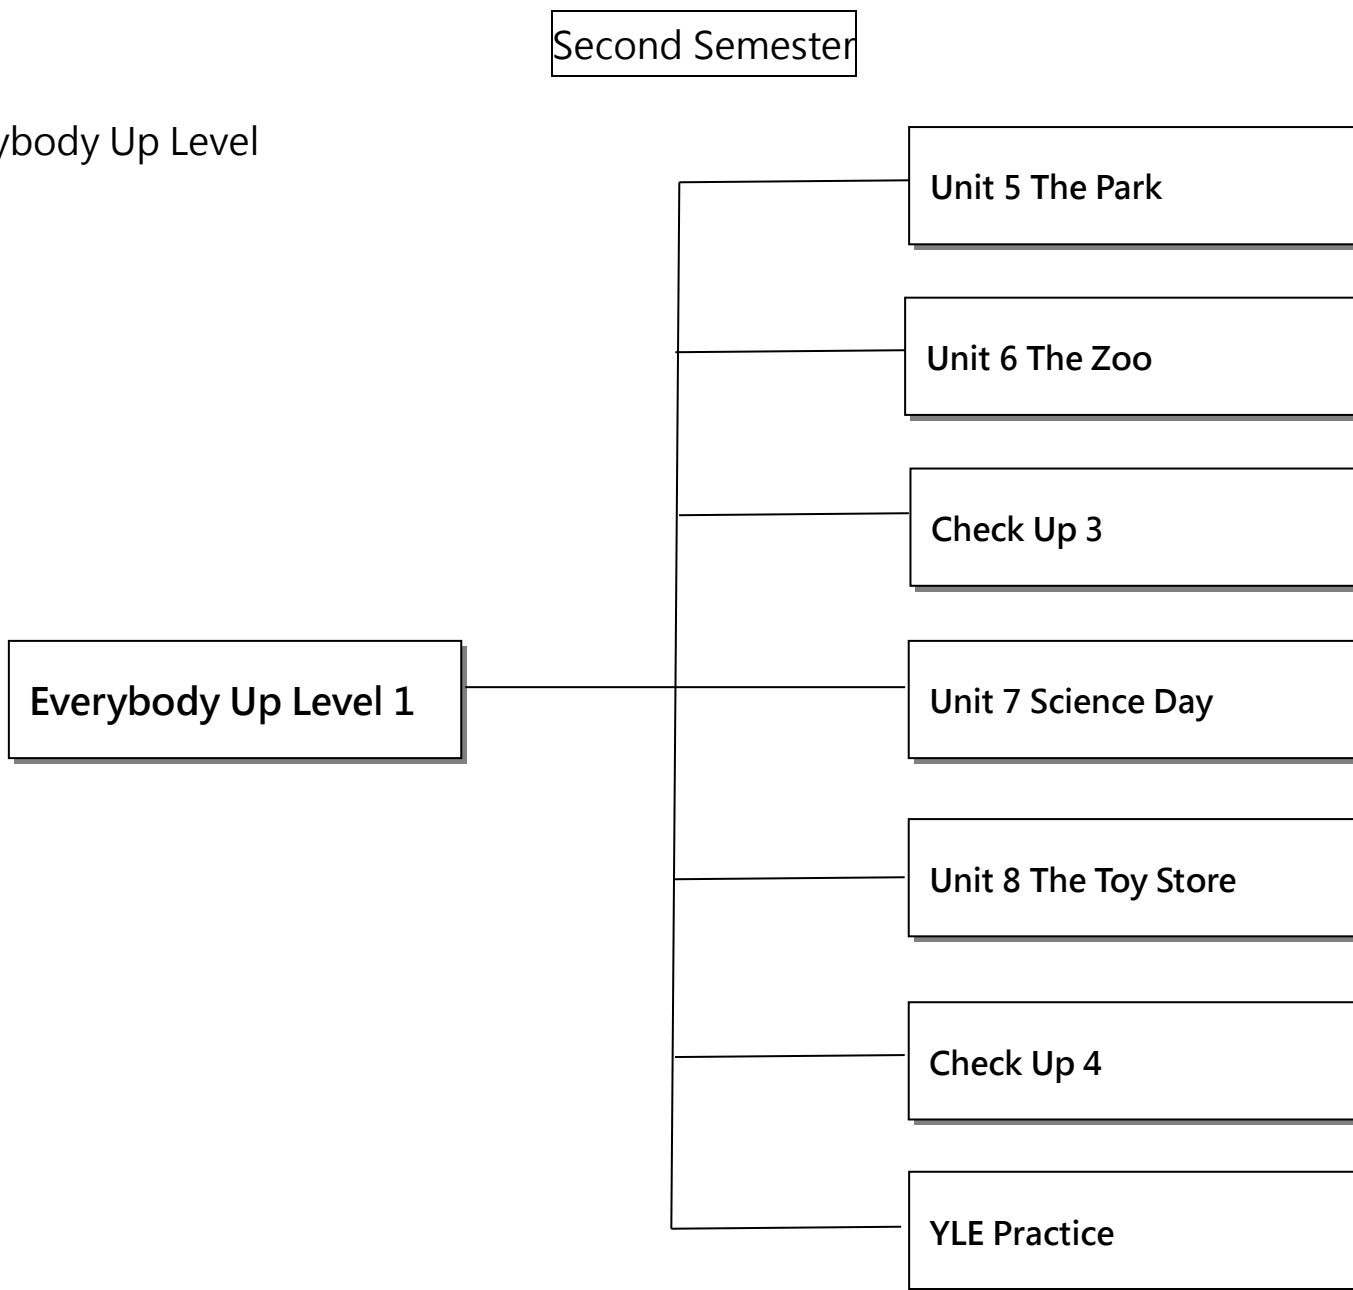 Second Semester
ybody Up Level
Unit 5 The Park
Unit 6 The Zoo
Check Up 3
Everybody Up Level 1
Unit 7 Science Day
Unit 8 The Toy Store
Check Up 4
YLE Practice